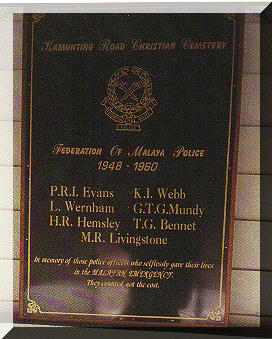 Kamunting Road Christian Cemetery
POLICE
Federation Of Malaya Police
1948 - 1960
P.R.I. Evans K.I. Webb
L. Wernham G.T.G.Mundy
H.R. Hemsley T.G. Bennet
M.R. Livingstone
In memory of those police officers who selflessly gave their lives
in the MALAYAN EMERGENCY.
They counted not the cost.